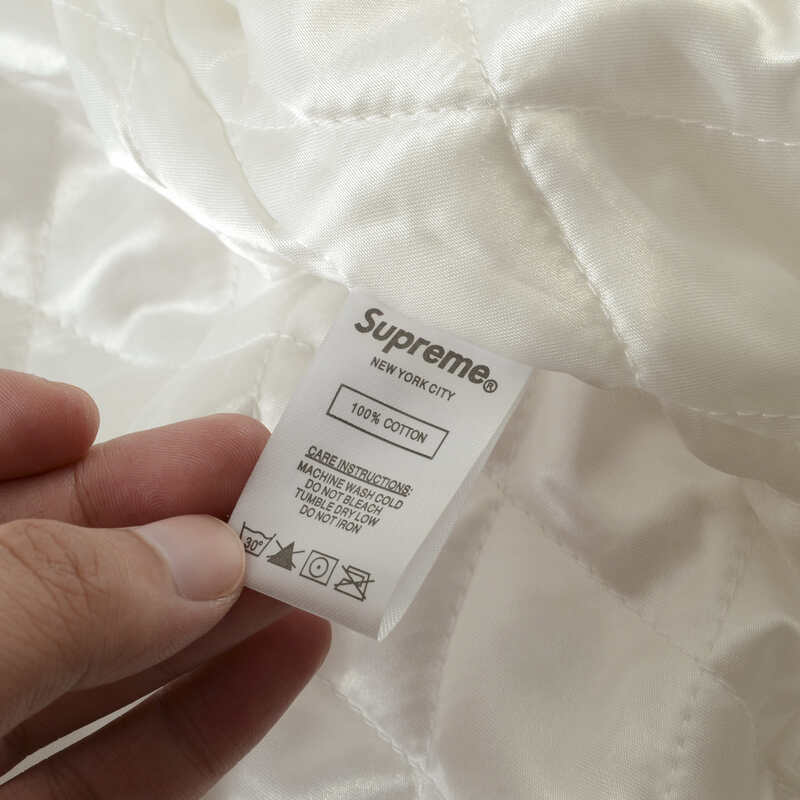 Supreme®
NEW YORK CITY
100% COTTON
CARE INSTRUCTIONS:
MACHINE WASH COLD
DO NOT BLEACH
TUMBLE DRY LOW
DO NOT IRON
30°